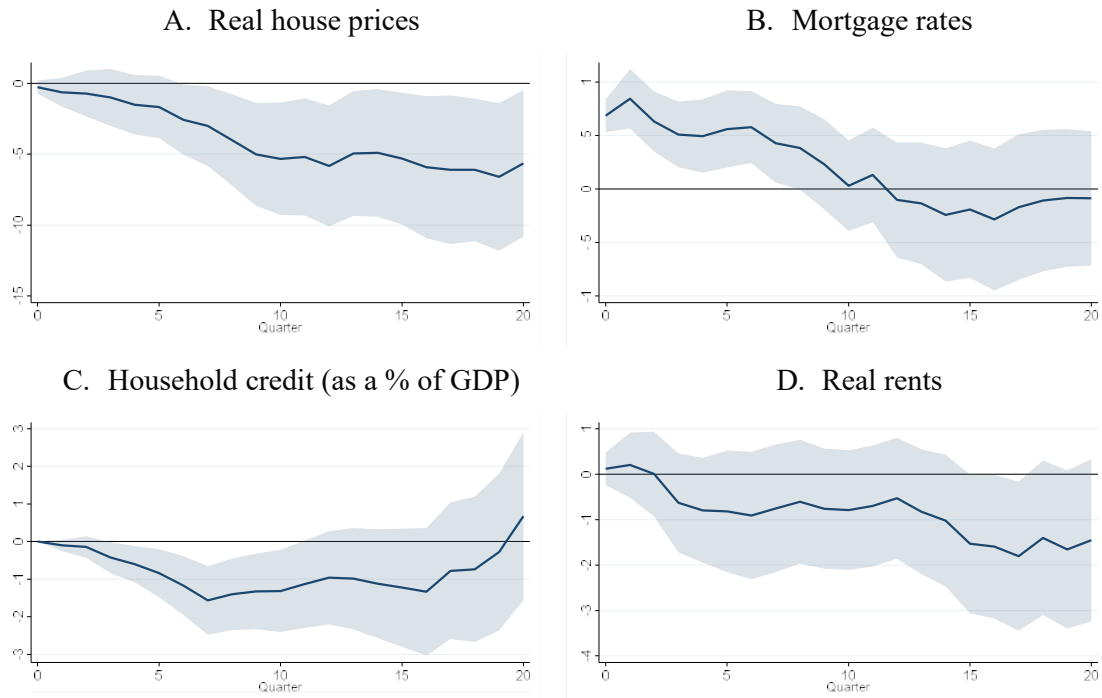 A. Real house prices
B. Mortgage rates
0
-5
-10
-15
0 5 10 15 20
Quarter
1
.5
0
-.5
-1
0 5 10 15 20
Quarter
C. Household credit (as a % of GDP)
D. Real rents
3
2
1
0
-1
-2
-3
0 5 10 15 20
Quarter
1
0
-1
-2
-3
-4
0 5 10 15 20
Quarter